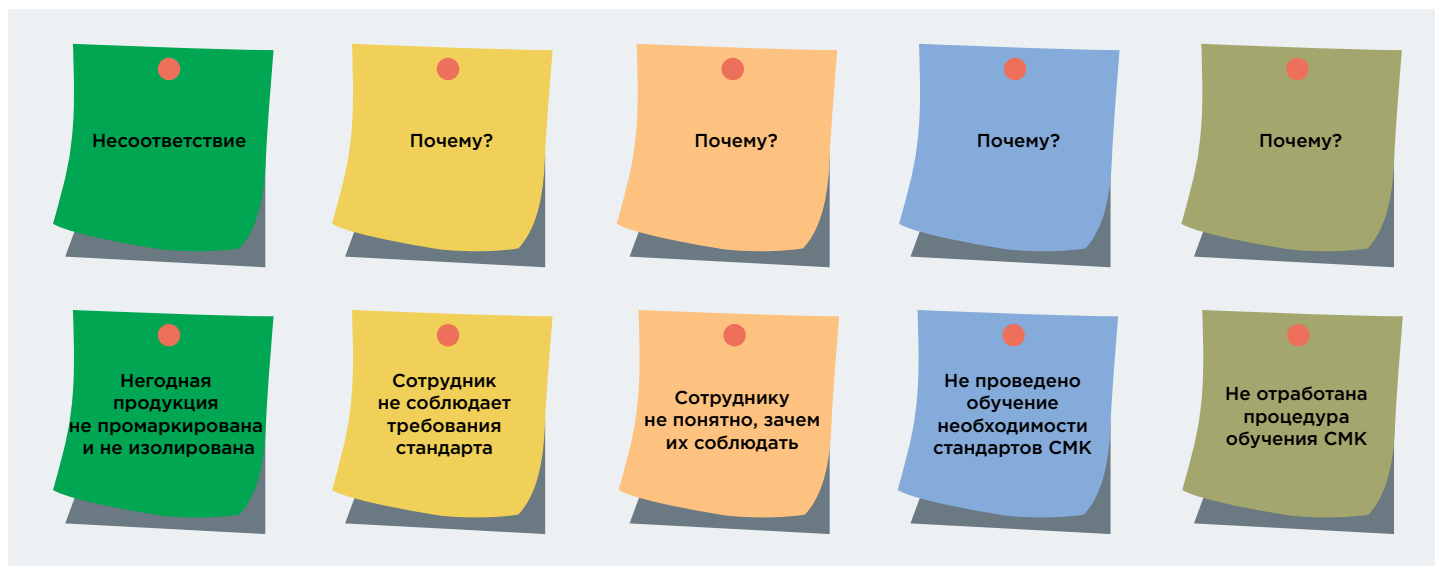 Несоответствие
Почему?
Почему?
Почему?
Почему?
Негодная
продукция
не промаркирована
и не изолирована
Сотрудник
не соблюдает
требования
стандарта
Сотруднику
не понятно, зачем
их соблюдать
Не проведено
обучение
необходимости
стандартов СМК
Не отработана
процедура
обучения СМК